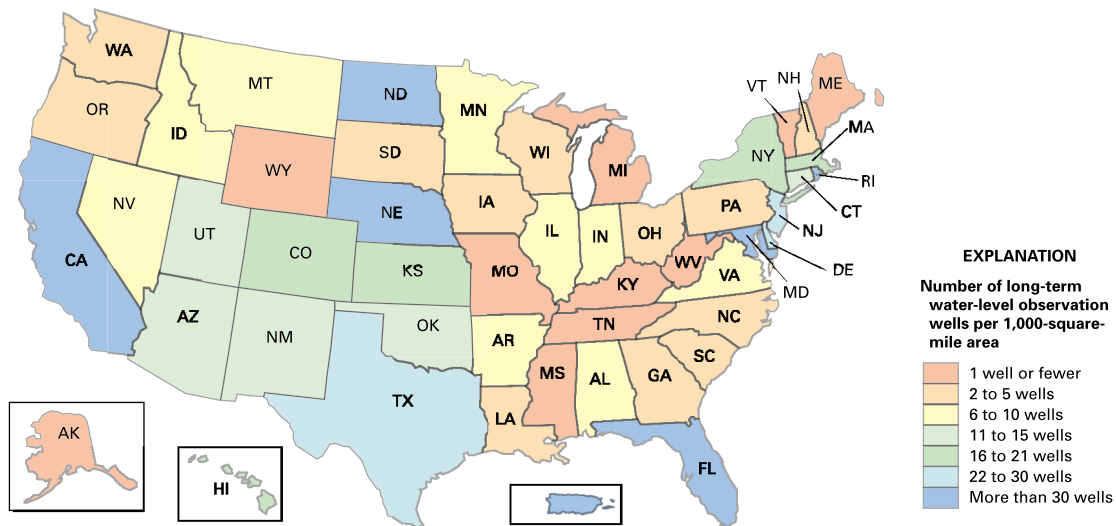 WA
OR
CA
ID
NV
MT
WY
UT
AZ
CO
NM
ND
SD
NE
KS
OK
TX
MN
IA
MO
AR
LA
WI
IL
MI
IN
OH
KY
TN
MS
AL
GA
FL
SC
NC
VA
WV
PA
NY
VT
NH
ME
MA
RI
CT
NJ
DE
MD
AK
HI
EXPLANATION
Number of long-term
water-level observation
wells per 1,000-square-
mile area
1 well or fewer
2 to 5 wells
6 to 10 wells
11 to 15 wells
16 to 21 wells
22 to 30 wells
More than 30 wells